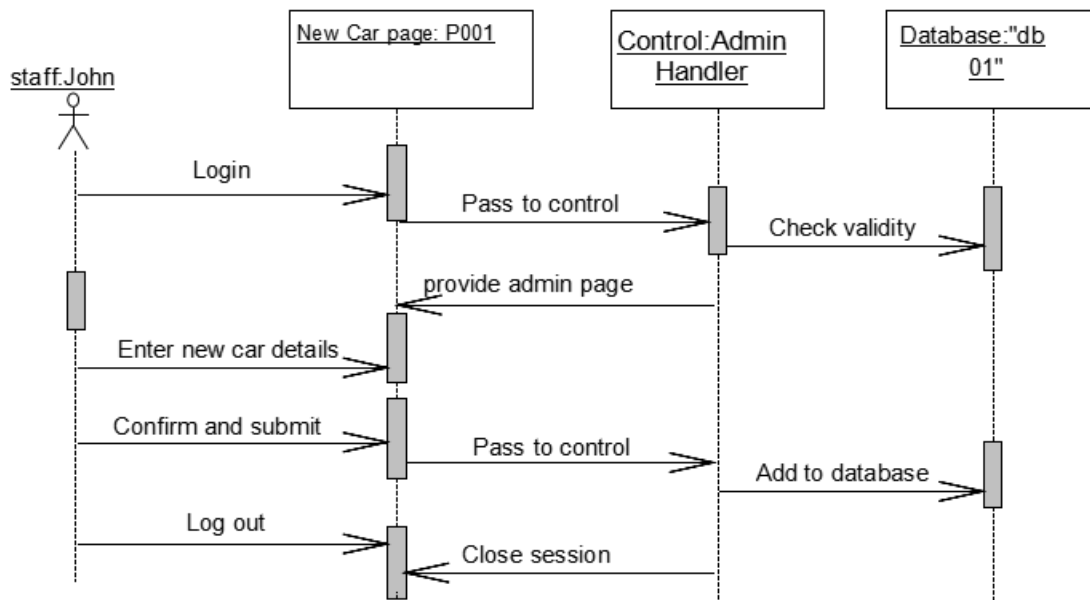 New Car page: P001
Control:Admin
Handler
Database:"db
01"
staff:John
Login
Pass to control
Check validity
provide admin page
Enter new car details
Confirm and submit
Pass to control
Add to database
Log out
Close session